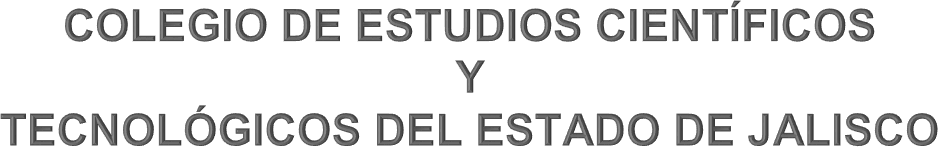 COLEGIO DE ESTUDIOS CIENTÍFICOS
Y
TECNOLÓGICOS DEL ESTADO DE JALISCO